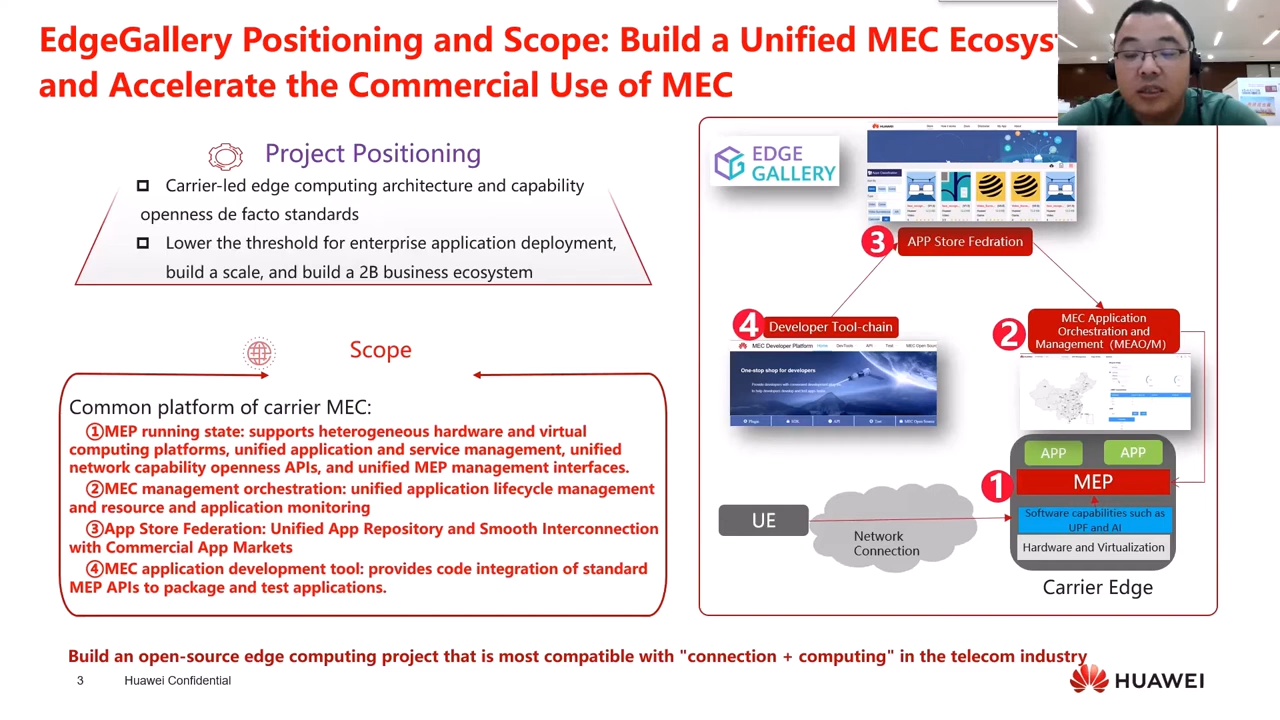 EdgeGallery Positioning and Scope: Build a Unified MEC Ecosyst
and Accelerate the Commercial Use of MEC
Project Positioning
Carrier-led edge computing architecture and capability
openness de facto standards
Lower the threshold for enterprise application deployment,
build a scale, and build a 2B business ecosystem
Scope
Common platform of carrier MEC:
①MEP running state: supports heterogeneous hardware and virtual
computing platforms, unified application and service management, unified
network capability openness APIs, and unified MEP management interfaces.
②MEC management orchestration: unified application lifecycle management
and resource and application monitoring
③App Store Federation: Unified App Repository and Smooth Interconnection
with Commercial App Markets
④MEC application development tool: provides code integration of standard
MEP APIs to package and test applications.
EDGE
GALLERY
HUAWEI
3
APP Store Fedration
4
Developer Tool-chain
MEC Developer Platform
Home
API
One-stop shop for developers
2
MEC Application
Orchestration and
Management（MEAO/M）
APP
APP
1
MEP
UE
Network
Connection
Software capabilities such as
UPF and AI
Hardware and Virtualization
Carrier Edge
Build an open-source edge computing project that is most compatible with "connection + computing" in the telecom industry
3
Huawei Confidential
HUAWEI